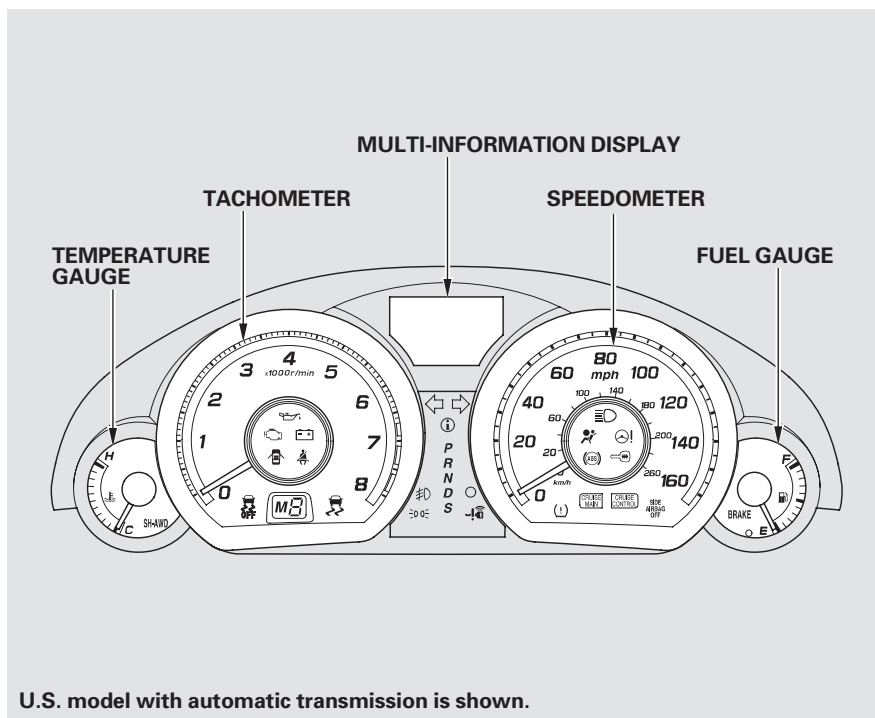 MULTI-INFORMATION DISPLAY
TACHOMETER
SPEEDOMETER
TEMPERATURE
GAUGE
FUEL GAUGE
0
1
2
3
4
5
6
7
8
x1000r/min
M8
OFF
H
C
SH-AWD
P
R
N
D
S
0
20
40
60
80
100
120
140
160
mph
20
60
100
140
180
200
260
km/h
ABS
CRUISE
MAIN
CRUISE
CONTROL
SIDE
AIRBAG
OFF
F
E
BRAKE
U.S. model with automatic transmission is shown.